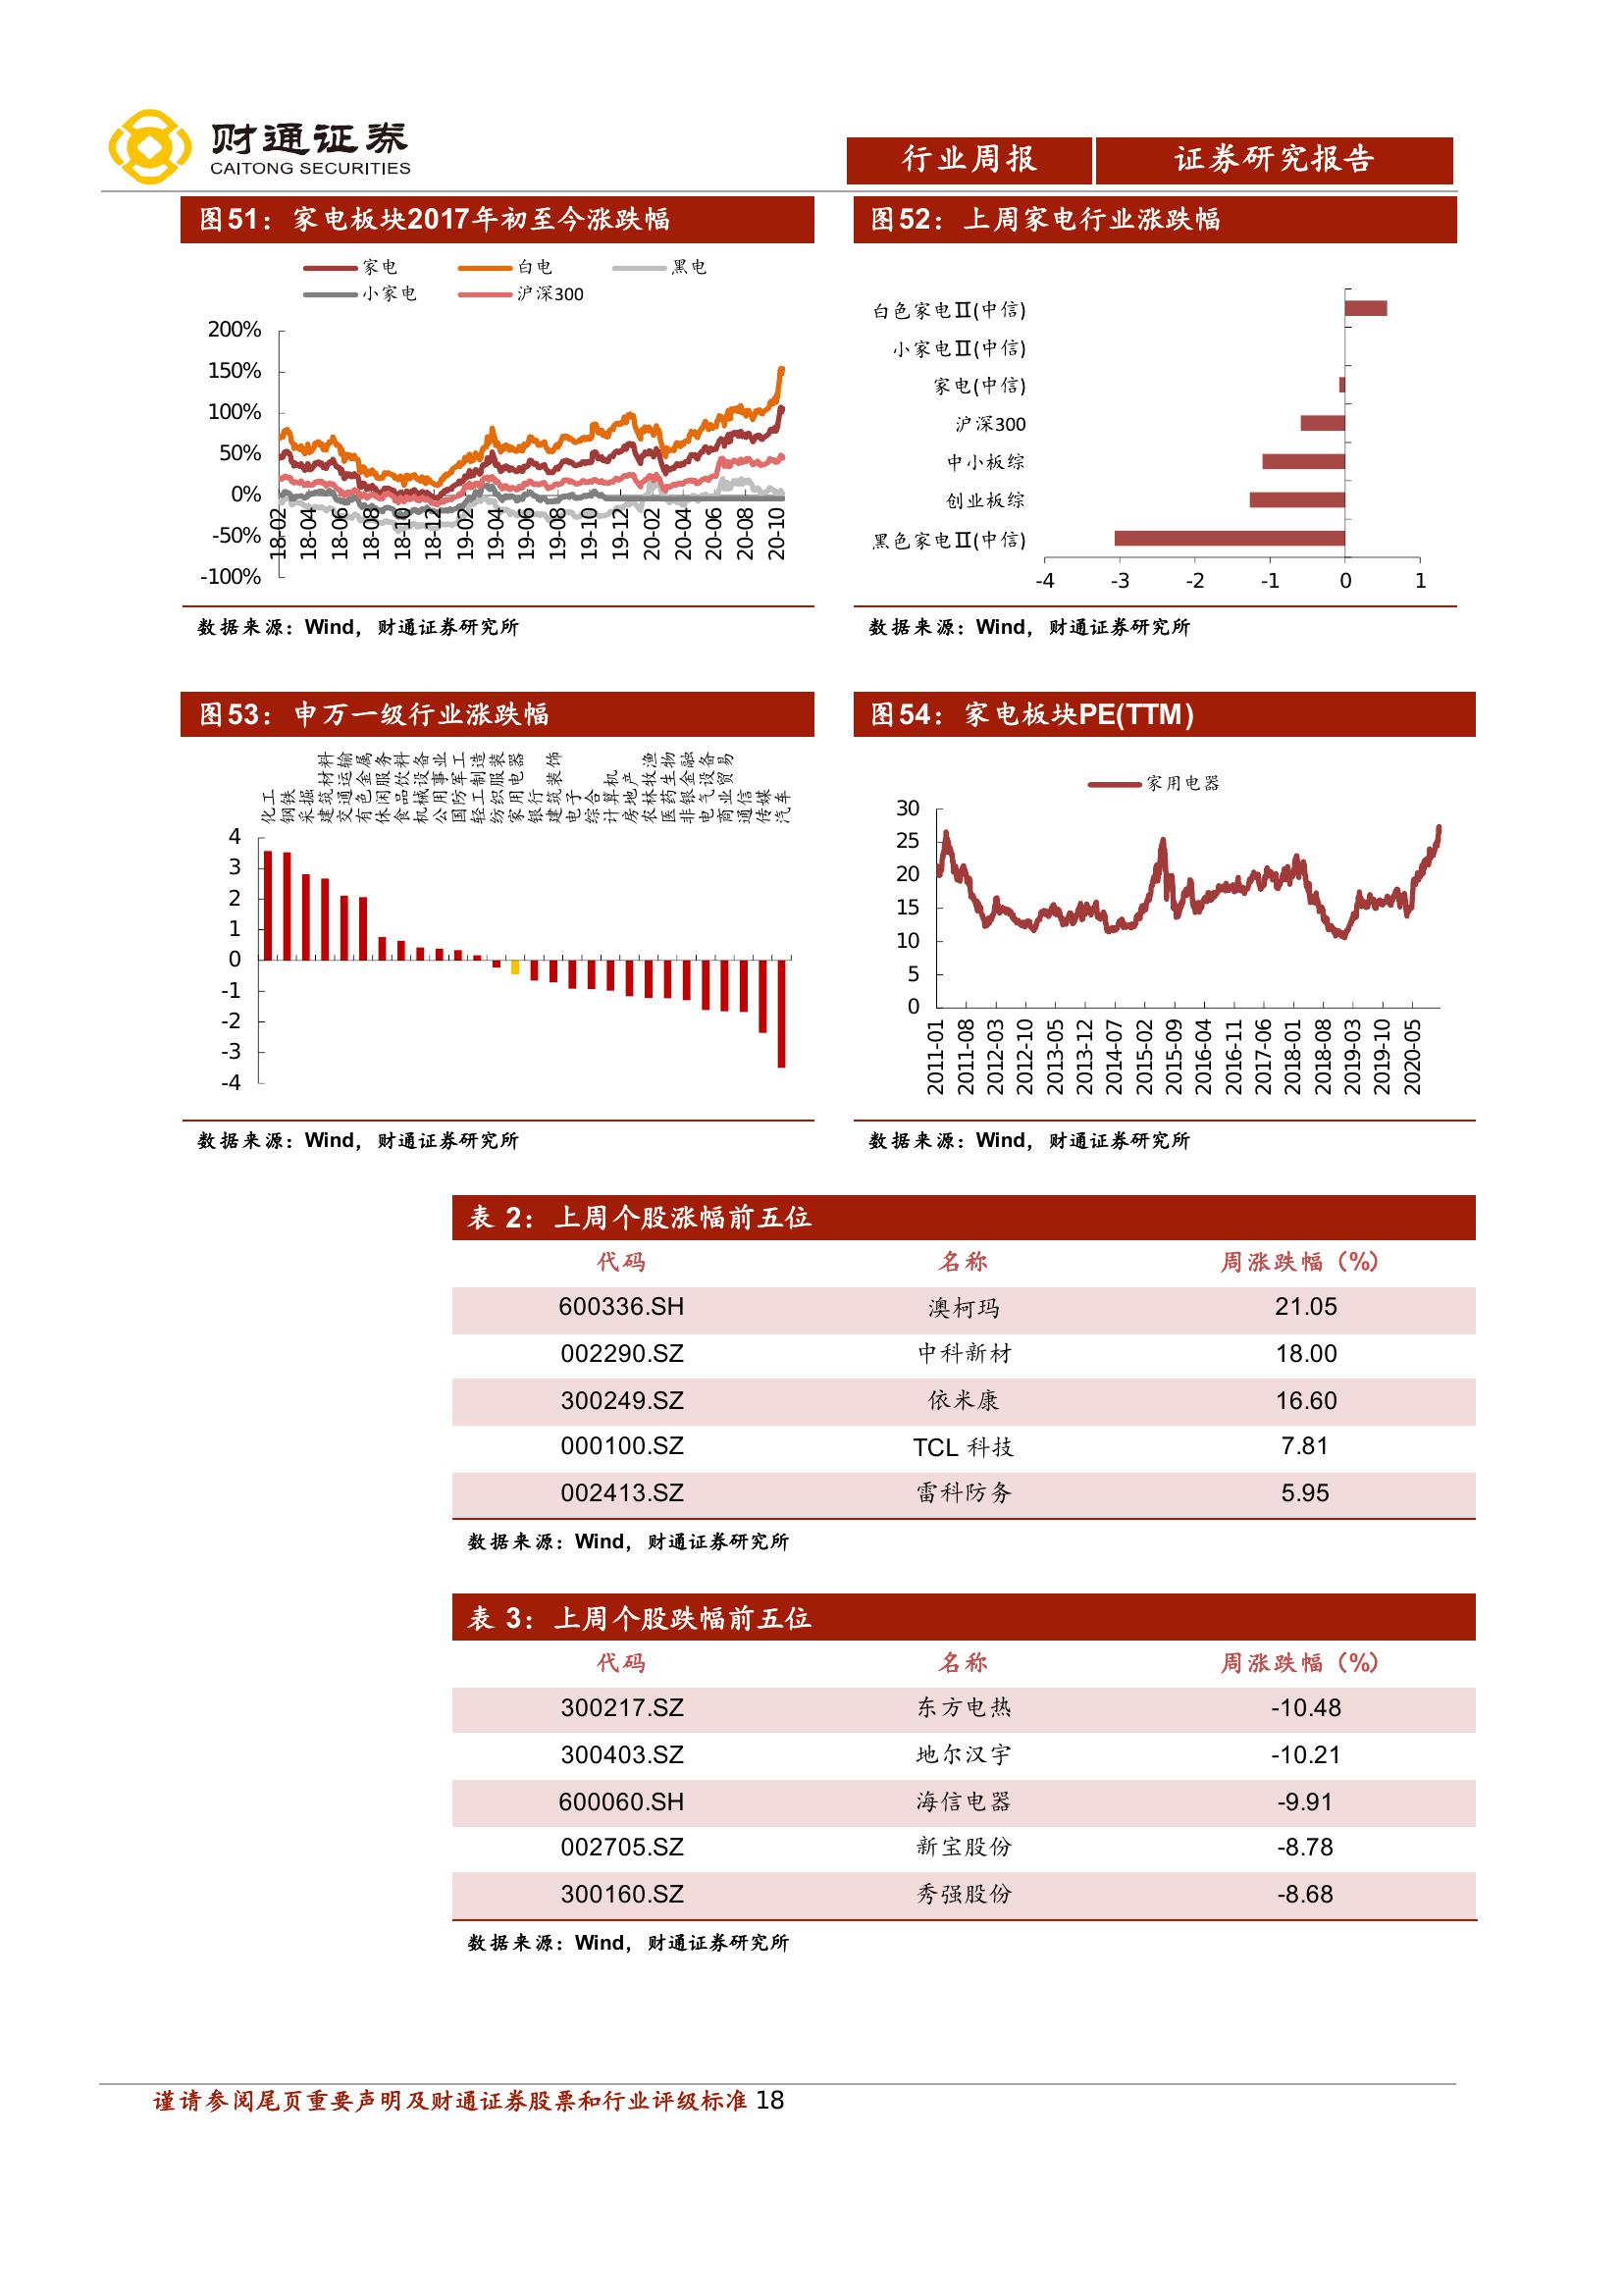 财通证券
CAITONG SECURITIES
行业周报 证券研究报告
图51：家电板块2017年初至今涨跌幅
家电 白电 黑电
小家电 沪深300
200%
150%
100%
50%
0%
-50%
-100%
18-02 18-04 18-06 18-08 18-10 18-12 19-02 19-04 19-06 19-08 19-10 19-12 20-02 20-04 20-06 20-08 20-10
数据来源：Wind，财通证券研究所
图52：上周家电行业涨跌幅
白色家电Ⅱ(中信)
小家电Ⅱ(中信)
家电(中信)
沪深300
中小板综
创业板综
黑色家电Ⅱ(中信)
-4 -3 -2 -1 0 1
数据来源：Wind，财通证券研究所
图53：申万一级行业涨跌幅
化工 钢铁 采掘 建筑材料 交通运输 有色金属 休闲服务 食品饮料 机械设备 公用事业 国防军工 轻工制造 纺织服装 家用电器 银行 建筑装饰 电子 综合 计算机 房地产 农林牧渔 医药生物 非银金融 电气设备 商业贸易 通信 传媒 汽车
4
3
2
1
0
-1
-2
-3
-4
数据来源：Wind，财通证券研究所
图54：家电板块PE(TTM)
家用电器
30
25
20
15
10
5
0
2011-01 2011-08 2012-03 2012-10 2013-05 2013-12 2014-07 2015-02 2015-09 2016-04 2016-11 2017-06 2018-01 2018-08 2019-03 2019-10 2020-05
数据来源：Wind，财通证券研究所
表 2：上周个股涨幅前五位
代码 名称 周涨跌幅（%）
600336.SH 澳柯玛 21.05
002290.SZ 中科新材 18.00
300249.SZ 依米康 16.60
000100.SZ TCL 科技 7.81
002413.SZ 雷科防务 5.95
数据来源：Wind，财通证券研究所
表 3：上周个股跌幅前五位
代码 名称 周涨跌幅（%）
300217.SZ 东方电热 -10.48
300403.SZ 地尔汉宇 -10.21
600060.SH 海信电器 -9.91
002705.SZ 新宝股份 -8.78
300160.SZ 秀强股份 -8.68
数据来源：Wind，财通证券研究所
谨请参阅尾页重要声明及财通证券股票和行业评级标准 18